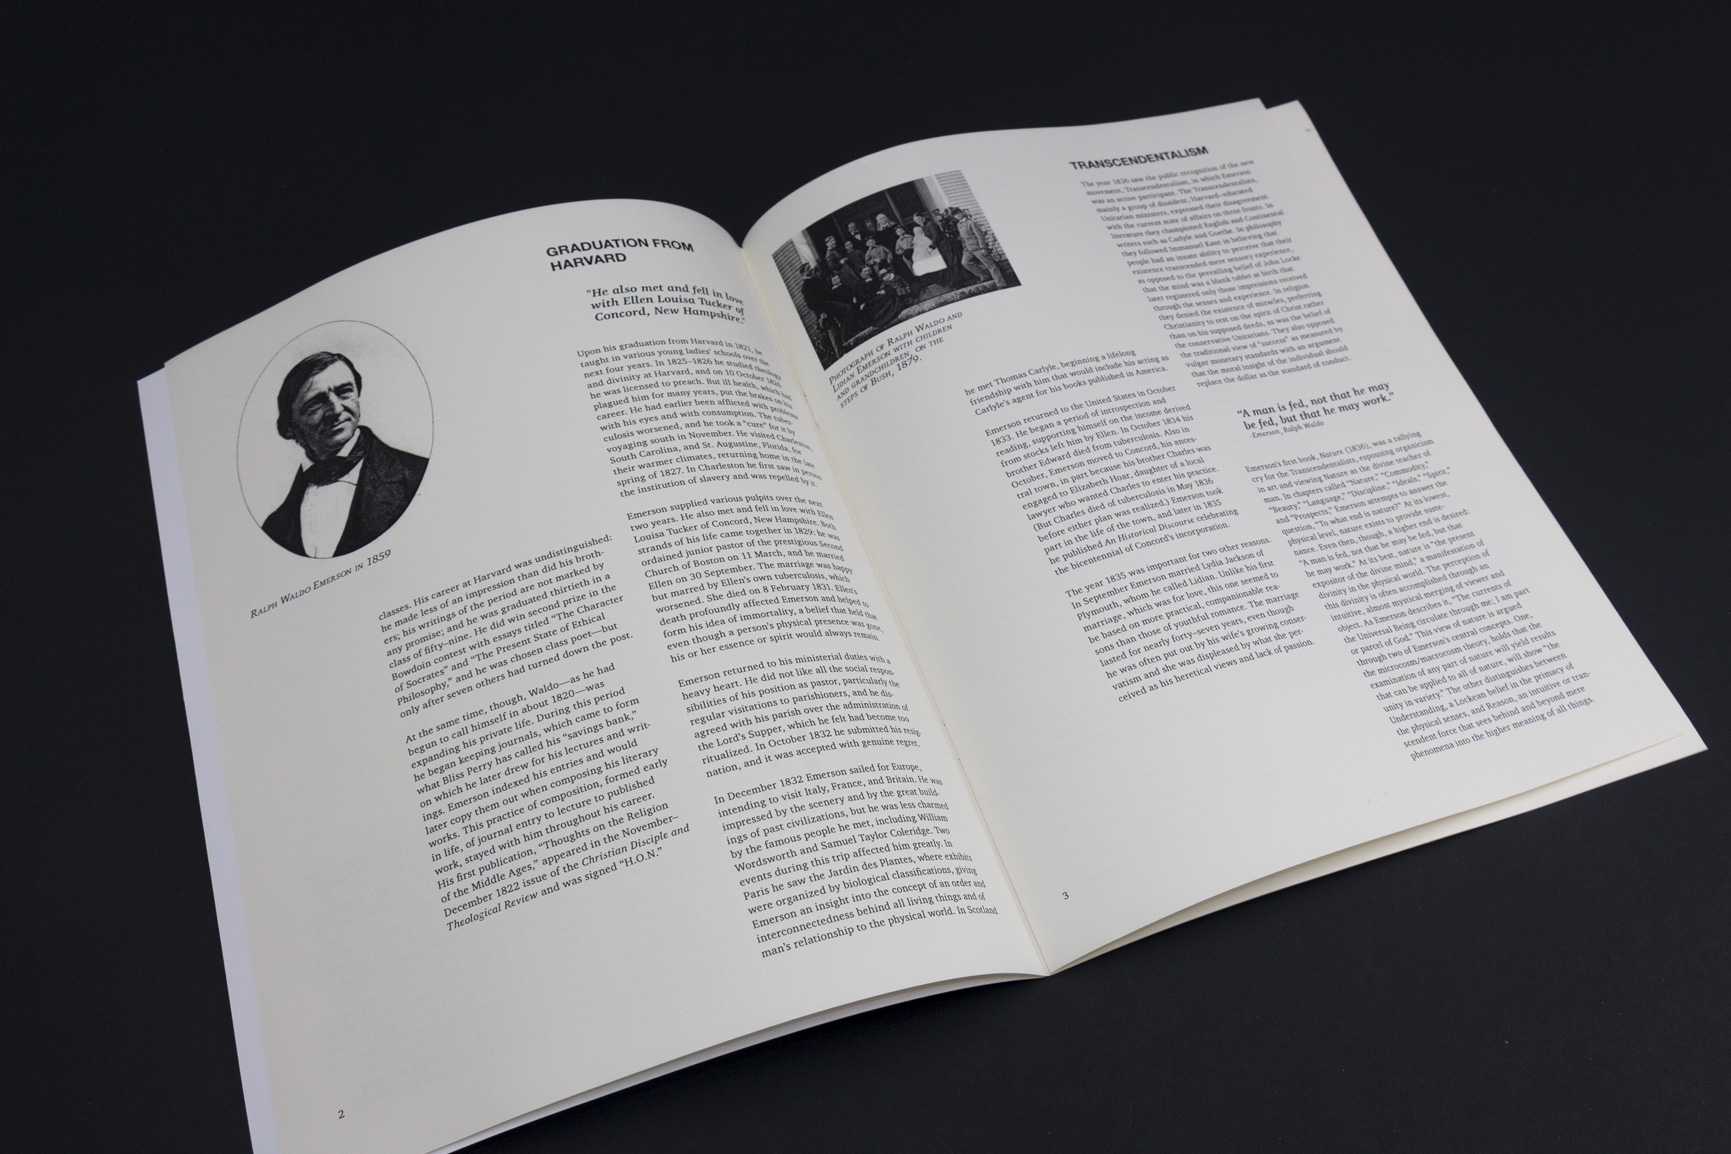 RALPH WALDO EMERSON IN 1859
classes. His career at Harvard was undistinguished:
he made less of an impression than did his broth-
ers; his writings of the period are not marked by
any promise; and he was graduated thirtieth in a
class of fifty–nine. He did win second prize in the
Bowdoin contest with essays titled “The Character
of Socrates” and “The Present State of Ethical
Philosophy,” and he was chosen class poet—but
only after seven others had turned down the post.
At the same time, though, Waldo—as he had
begun to call himself in about 1820—was
expanding his private life. During this period
he began keeping journals, which came to form
what Bliss Perry has called his “savings bank,”
on which he later drew for his lectures and writ-
ings. Emerson indexed his entries and would
later copy them out when composing his literary
works. This practice of composition, formed early
in life, of journal entry to lecture to published
work, stayed with him throughout his career.
His first publication, “Thoughts on the Religion
of the Middle Ages,” appeared in the November–
December 1822 issue of the Christian Disciple and
Theological Review and was signed “H.O.N.”
2
GRADUATION FROM
HARVARD
“He also met and fell in love
with Ellen Louisa Tucker of
Concord, New Hampshire.”
Upon his graduation from Harvard in 1821, he
taught in various young ladies’ schools over the
next four years. In 1825–1826 he studied theology
and divinity at Harvard, and on 10 October 1826
he was licensed to preach. But ill health, which had
plagued him for many years, put the brakes on his
career. He had earlier been afflicted with problems
with his eyes and with consumption. The tuber-
culosis worsened, and he took a “cure” for it by
voyaging south in November. He visited Charleston,
South Carolina, and St. Augustine, Florida, for
their warmer climates, returning home in the late
spring of 1827. In Charleston he first saw in person
the institution of slavery and was repelled by it.
Emerson supplied various pulpits over the next
two years. He also met and fell in love with Ellen
Louisa Tucker of Concord, New Hampshire. Both
strands of his life came together in 1829: he was
ordained junior pastor of the prestigious Second
Church of Boston on 11 March, and he married
Ellen on 30 September. The marriage was happy
but marred by Ellen’s own tuberculosis, which
worsened. She died on 8 February 1831. Ellen’s
death profoundly affected Emerson and helped to
form his idea of immortality, a belief that held that
even though a person’s physical presence was gone,
his or her essence or spirit would always remain.
Emerson returned to his ministerial duties with a
heavy heart. He did not like all the social respon-
sibilities of his position as pastor, particularly the
regular visitations to parishioners, and he dis-
agreed with his parish over the administration of
the Lord’s Supper, which he felt had become too
ritualized. In October 1832 he submitted his resig-
nation, and it was accepted with genuine regret.
In December 1832 Emerson sailed for Europe,
intending to visit Italy, France, and Britain. He was
impressed by the scenery and by the great build-
ings of past civilizations, but he was less charmed
by the famous people he met, including William
Wordsworth and Samuel Taylor Coleridge. Two
events during this trip affected him greatly. In
Paris he saw the Jardin des Plantes, where exhibits
were organized by biological classifications, giving
Emerson an insight into the concept of an order and
interconnectedness behind all living things and of
man’s relationship to the physical world. In Scotland
PHOTOGRAPH OF RALPH WALDO AND
LIDIAN EMERSON WITH CHILDREN
AND GRANDCHILDREN, ON THE
STEPS OF BUSH, 1879.
he met Thomas Carlyle, beginning a lifelong
friendship with him that would include his acting as
Carlyle’s agent for his books published in America.
Emerson returned to the United States in October
1833. He began a period of introspection and
reading, supporting himself on the income derived
from stocks left him by Ellen. In October 1834 his
brother Edward died from tuberculosis. Also in
October, Emerson moved to Concord, his ances-
tral town, in part because his brother Charles was
engaged to Elizabeth Hoar, daughter of a local
lawyer who wanted Charles to enter his practice.
(But Charles died of tuberculosis in May 1836
before either plan was realized.) Emerson took
part in the life of the town, and later in 1835
he published An Historical Discourse celebrating
the bicentennial of Concord’s incorporation.
The year 1835 was important for two other reasons.
In September Emerson married Lydia Jackson of
Plymouth, whom he called Lidian. Unlike his first
marriage, which was for love, this one seemed to
be based on more practical, companionable rea-
sons than those of youthful romance. The marriage
lasted for nearly forty–seven years, even though
he was often put out by his wife’s growing conser-
vatism and she was displeased by what she per-
ceived as his heretical views and lack of passion.
3
TRANSCENDENTALISM
The year 1836 saw the public recognition of the new
movement, Transcendentalism, in which Emerson
was an active participant. The Transcendentalists,
mainly a group of dissident, Harvard–educated
Unitarian ministers, expressed their disagreement
with the current state of affairs on three fronts. In
literature they championed English and Continental
writers such as Carlyle and Goethe. In philosophy
they followed Immanuel Kant in believing that
people had an innate ability to perceive that their
existence transcended mere sensory experience,
as opposed to the prevailing belief of John Locke
that the mind was a blank tablet at birth that
later registered only those impressions received
through the senses and experience. In religion
they denied the existence of miracles, preferring
Christianity to rest on the spirit of Christ rather
than on his supposed deeds, as was the belief of
the conservative Unitarians. They also opposed
the traditional view of “success” as measured by
vulgar monetary standards with an argument
that the moral insight of the individual should
replace the dollar as the standard of conduct.
“A man is fed, not that he may
be fed, but that he may work.”
-Emerson, Ralph Waldo
Emerson’s first book, Nature (1836), was a rallying
cry for the Transcendentalists, espousing organicism
in art and viewing Nature as the divine teacher of
man. In chapters called “Nature,” “Commodity,”
“Beauty,” “Language,” “Discipline,” “Ideals,” “Spirit,”
and “Prospects,” Emerson attempts to answer the
question, “To what end is nature?” At its lowest,
physical level, nature exists to provide suste-
nance. Even then, though, a higher end is desired:
“A man is fed, not that he may be fed, but that
he may work.” At its best, nature is “the present
expositor of the divine mind,” a manifestation of
divinity in the physical world. The perception of
this divinity is often accomplished through an
intuitive, almost mystical merging of viewer and
object. As Emerson describes it, “The currents of
the Universal Being circulate through me; I am part
or parcel of God.” This view of nature is argued
through two of Emerson’s central concepts. One,
the microcosm/macrocosm theory, holds that the
examination of any part of nature will yield results
that can be applied to all of nature, will show “the
unity in variety.” The other distinguishes between
Understanding, a Lockean belief in the primacy of
the physical senses, and Reason, an intuitive or tran-
scendent force that sees behind and beyond mere
phenomena into the higher meaning of all things.